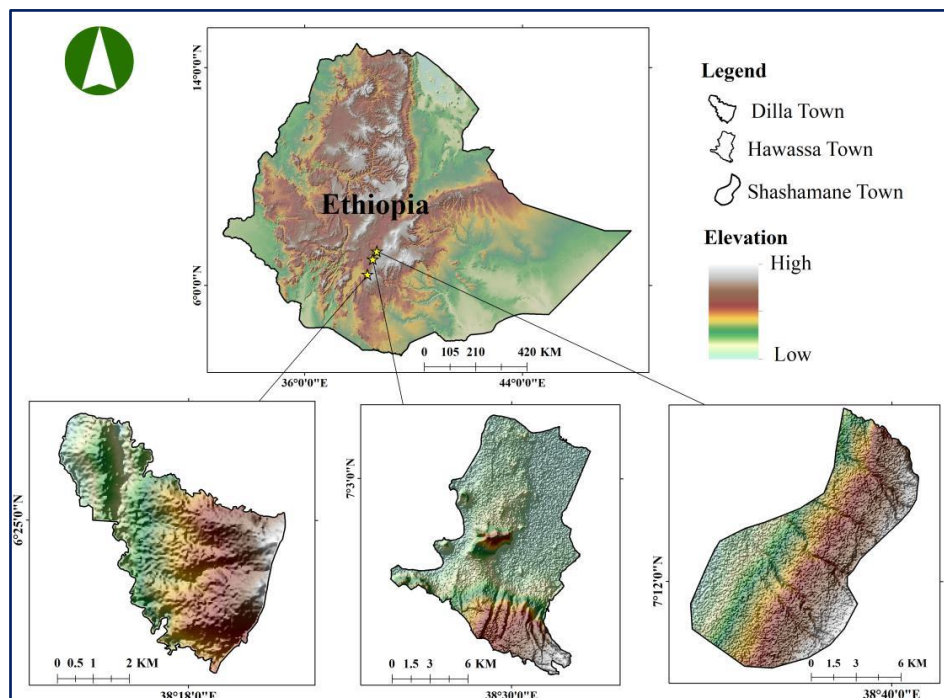 14°0'0"N
6°0'0"N
Ethiopia
0 105 210 420 KM
36°0'0"E 44°0'0"E
Legend
Dilla Town
Hawassa Town
Shashamane Town
Elevation
High
Low
6°25'0"N
0 0.5 1 2 KM
38°18'0"E
7°3'0"N
0 1.5 3 6 KM
38°30'0"E
7°12'0"N
0 1.5 3 6 KM
38°40'0"E